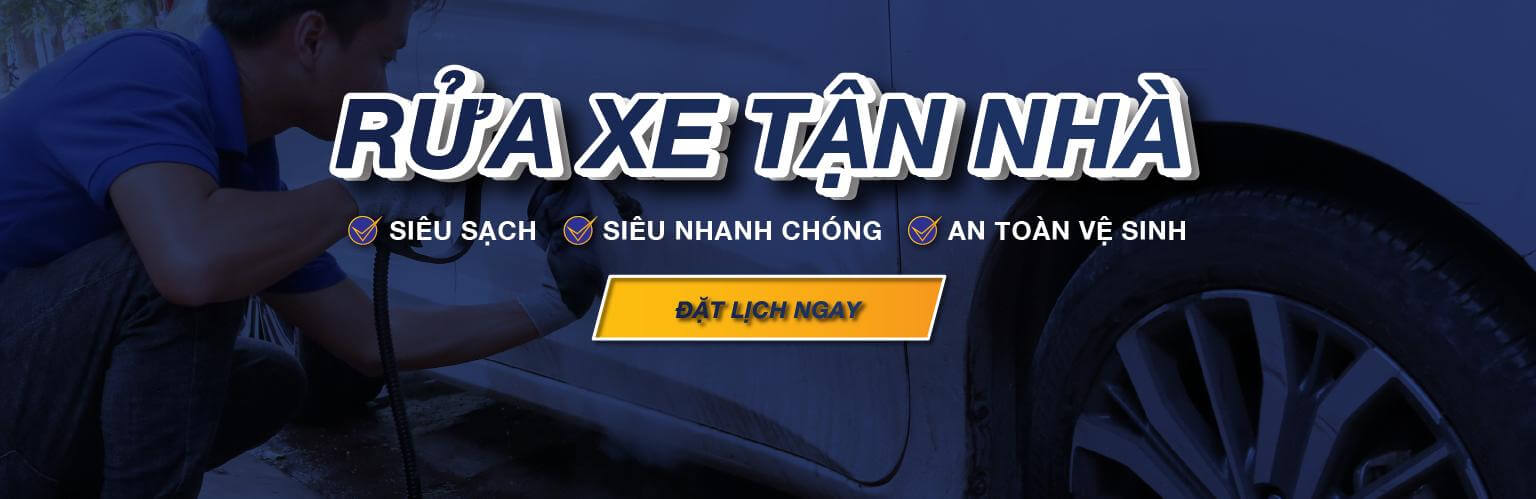 RỬA XE TẬN NHÀ
SIÊU SẠCH SIÊU NHANH CHÓNG AN TOÀN VỆ SINH
ĐẶT LỊCH NGAY